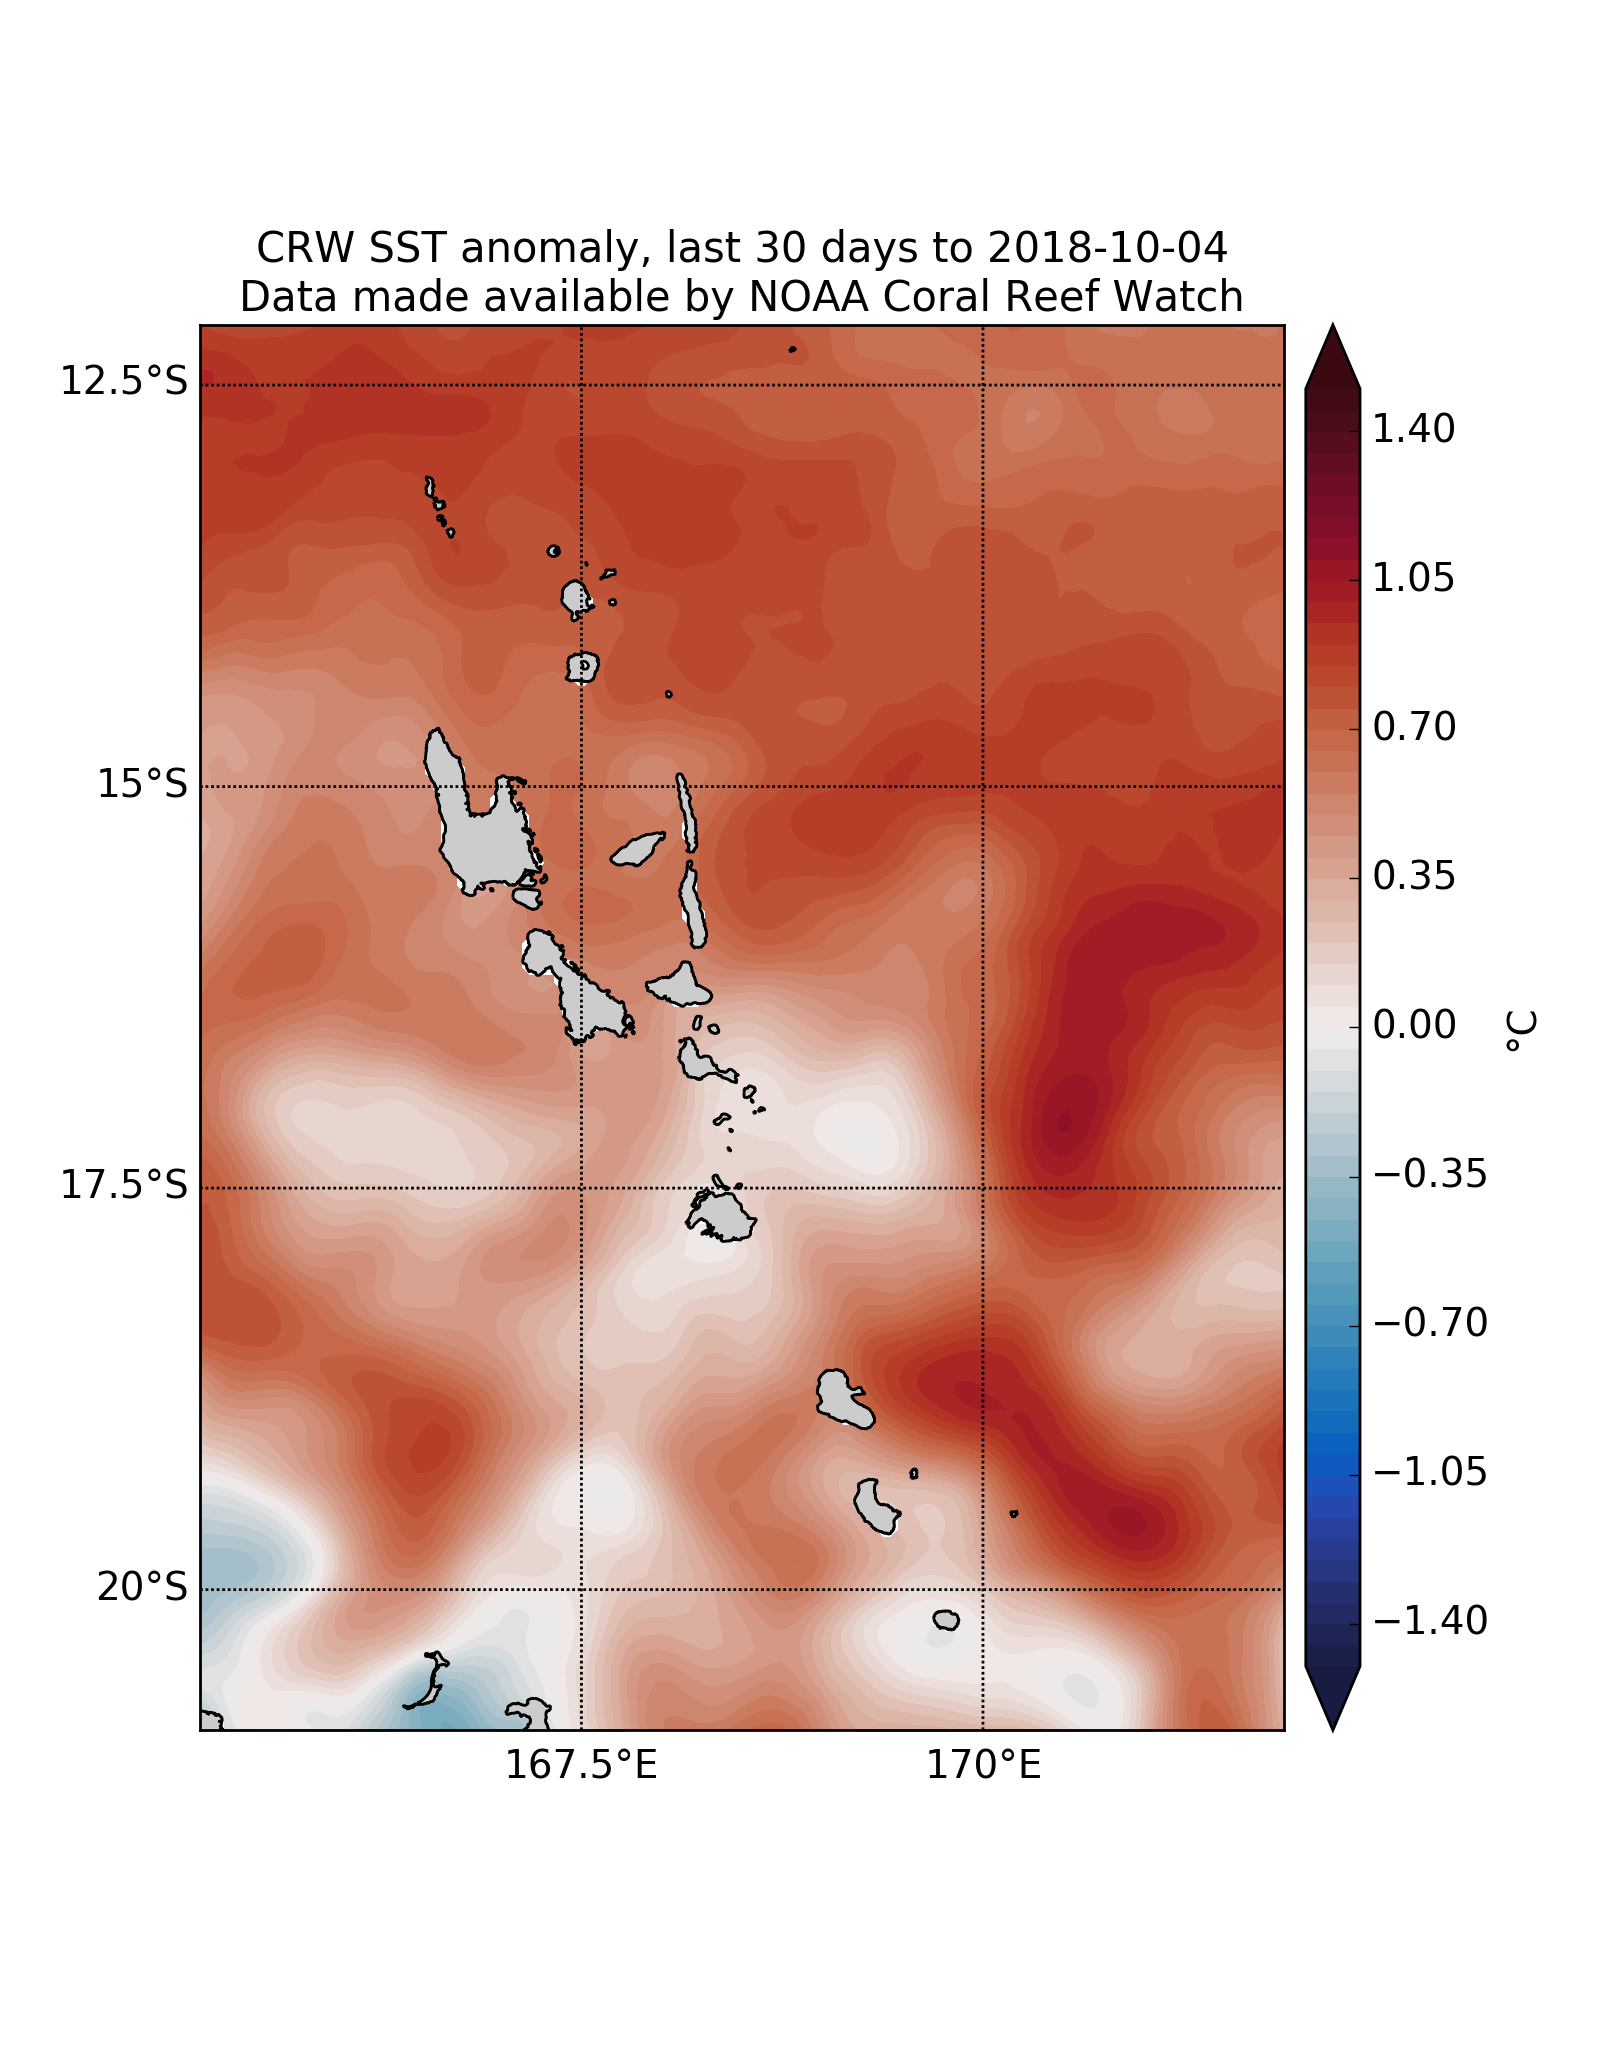 CRW SST anomaly, last 30 days to 2018-10-04
Data made available by NOAA Coral Reef Watch
12.5°S
15°S
17.5°S
20°S
167.5°E
170°E
1.40
1.05
0.70
0.35
0.00
−0.35
−0.70
−1.05
−1.40
°C